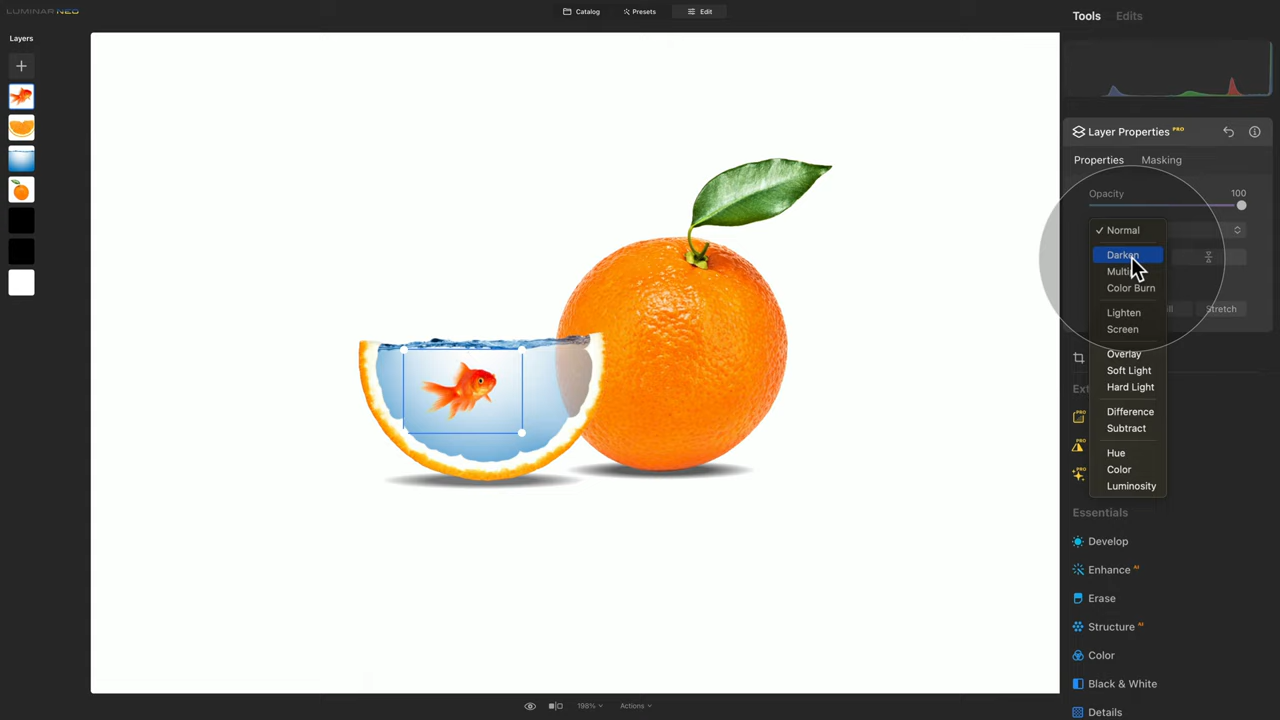 LUMINAR NEO
Catalog
Presets
Edit
Tools
Edits
Layers
Layer Properties PRO
Properties
Masking
Opacity
100
Normal
Darken
Color Burn
Stretch
Lighten
Screen
Overlay
Soft Light
Hard Light
Difference
Subtract
Hue
Color
Luminosity
Essentials
Develop
Enhance AI
Erase
Structure AI
Color
Black & White
Details
198%
Actions